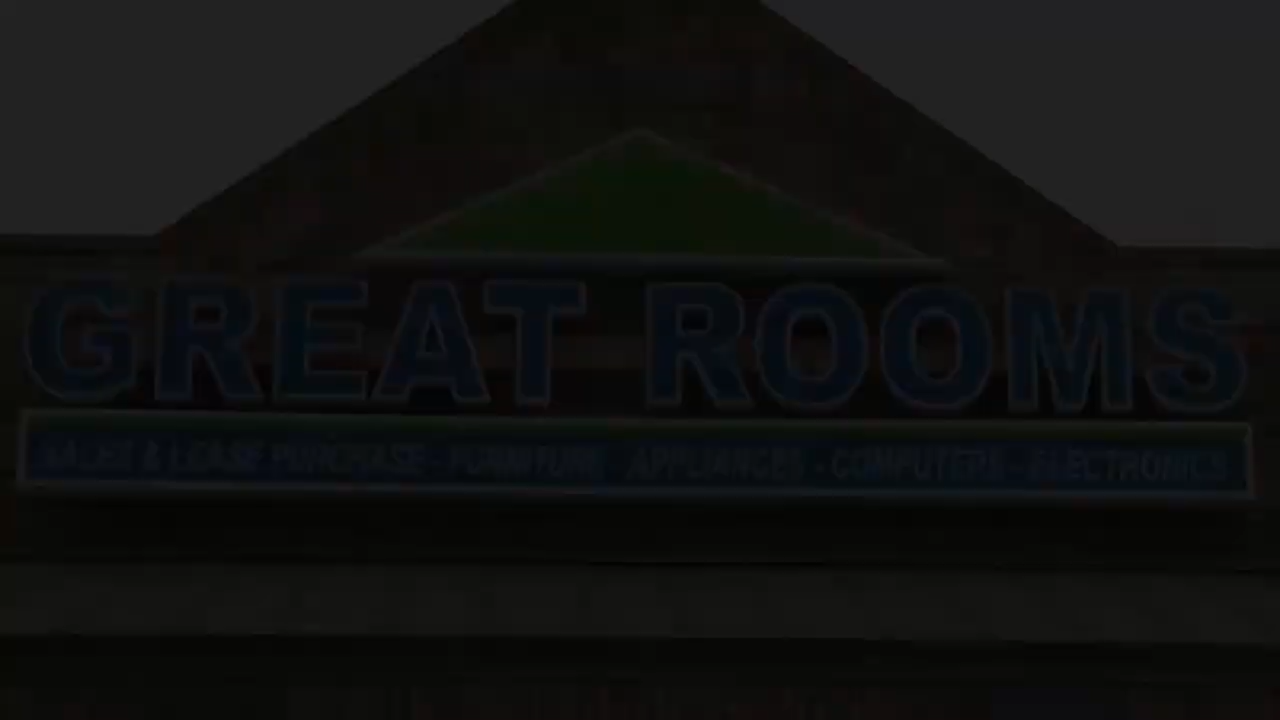 GREAT ROOMS
SALES & LEASE PURCHASE - FURNITURE - APPLIANCES - COMPUTERS - ELECTRONICS